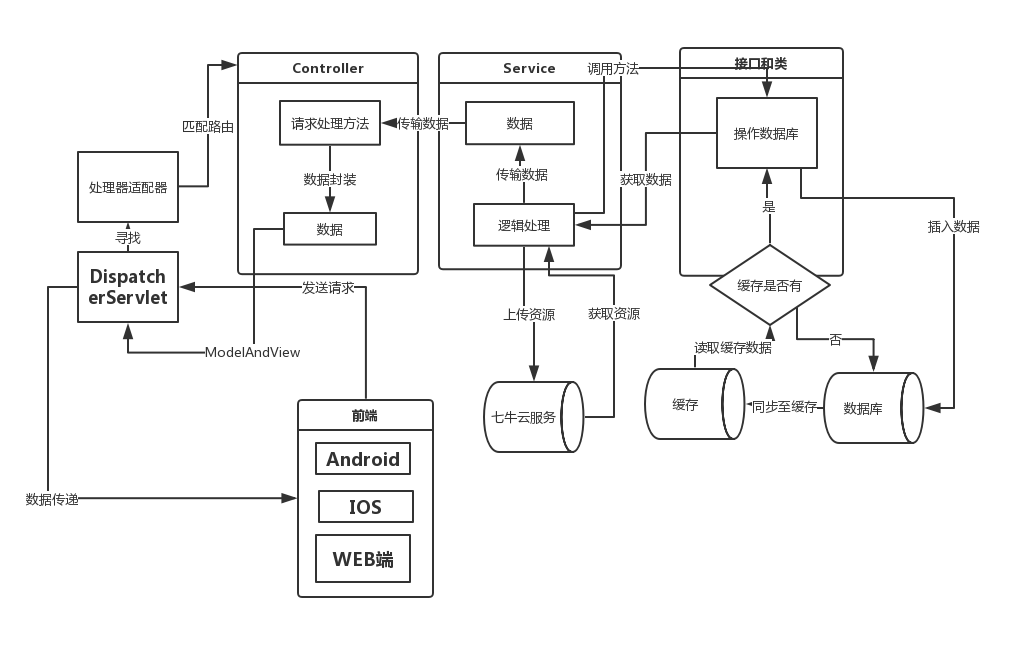 Controller
Service
接口和类
调用方法
匹配路由
请求处理方法
传输数据
数据
操作数据库
处理器适配器
数据封装
传输数据
获取数据
是
数据
逻辑处理
插入数据
寻找
Dispatch
erServlet
发送请求
缓存是否有
上传资源
获取资源
ModelAndView
读取缓存数据
否
前端
七牛云服务
缓存
同步至缓存
数据库
Android
数据传递
IOS
WEB端